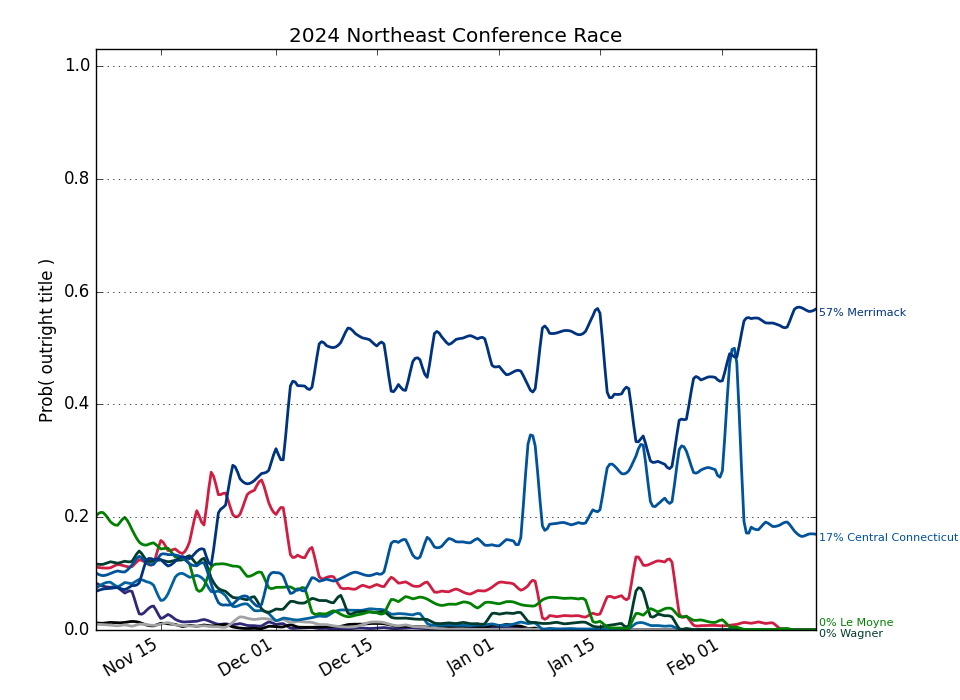 2024 Northeast Conference Race
Prob( outright title )
1.0
0.8
0.6
0.4
0.2
0.0
57% Merrimack
17% Central Connecticut
0% Le Moyne
0% Wagner
Nov 15
Dec 01
Dec 15
Jan 01
Jan 15
Feb 01